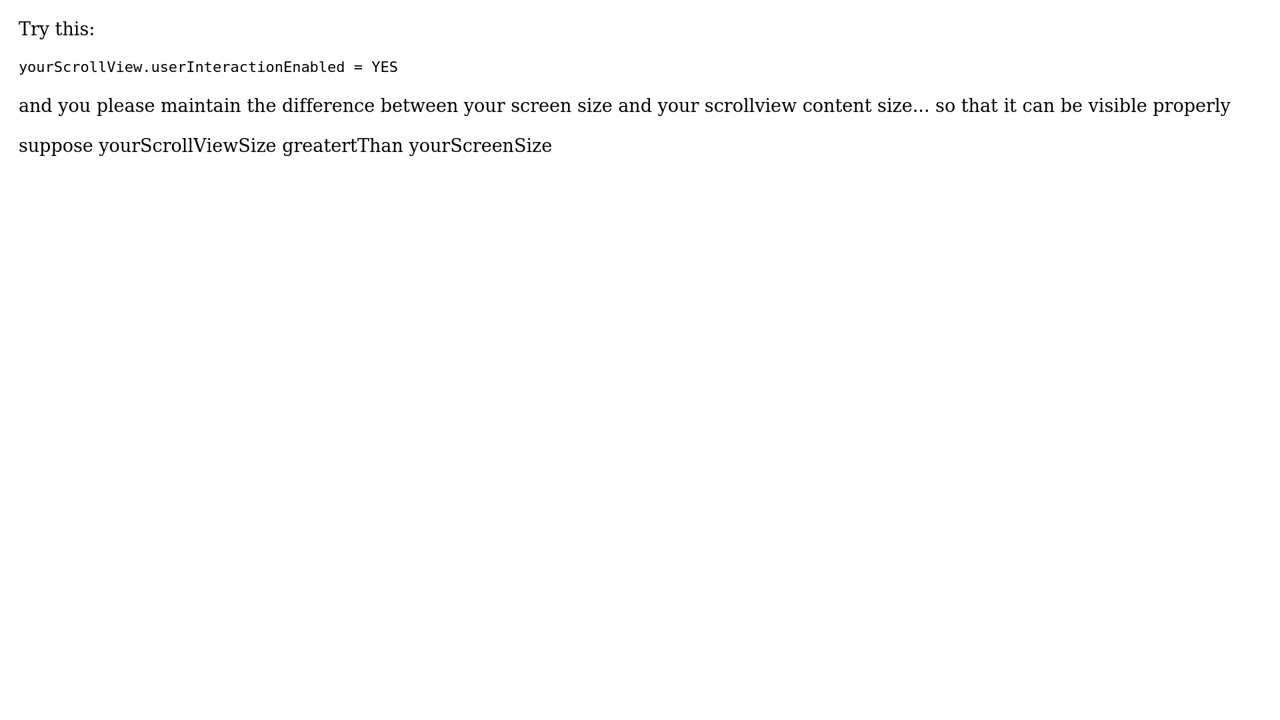 Try this:
yourScrollView.userInteractionEnabled = YES
and you please maintain the difference between your screen size and your scrollview content size... so that it can be visible properly
suppose yourScrollViewSize greatertThan yourScreenSize